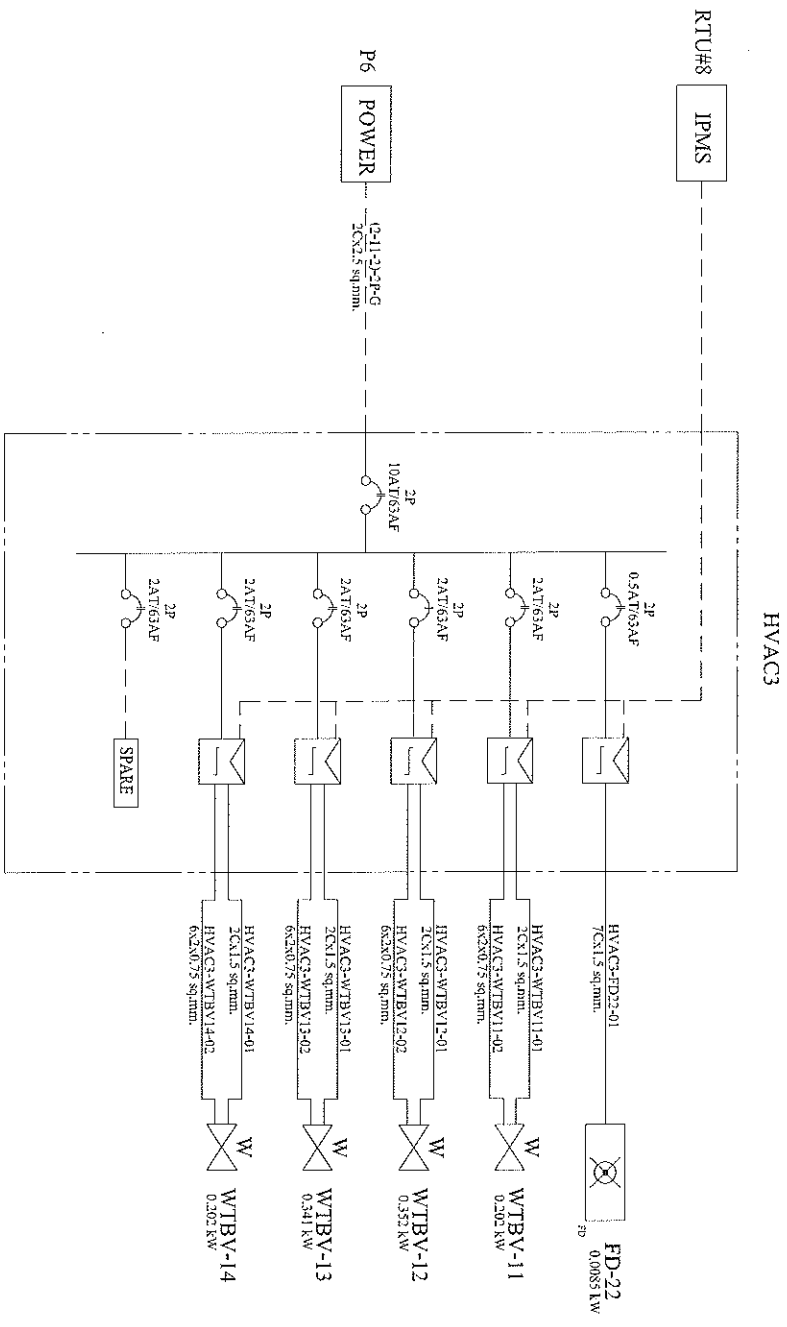 HVAC3
RTU#8
IPMS
P6
POWER
(2-11-2)-2P-G
2Cx2.5 sq.mm.
2P
10AT/63AF
2P
0.5AT/63AF
HVAC3-FD22-01
7Cx1.5 sq.mm.
FD
FD-22
0.0085 kW
2P
2AT/63AF
HVAC3-WTBV11-01
2Cx1.5 sq.mm.
HVAC3-WTBV11-02
6x2x0.75 sq.mm.
W
WTBV-11
0.202 kW
2P
2AT/63AF
HVAC3-WTBV12-01
2Cx1.5 sq.mm.
HVAC3-WTBV12-02
6x2x0.75 sq.mm.
W
WTBV-12
0.352 kW
2P
2AT/63AF
HVAC3-WTBV13-01
2Cx1.5 sq.mm.
HVAC3-WTBV13-02
6x2x0.75 sq.mm.
W
WTBV-13
0.341 kW
2P
2AT/63AF
HVAC3-WTBV14-01
2Cx1.5 sq.mm.
HVAC3-WTBV14-02
6x2x0.75 sq.mm.
W
WTBV-14
0.202 kW
2P
2AT/63AF
SPARE